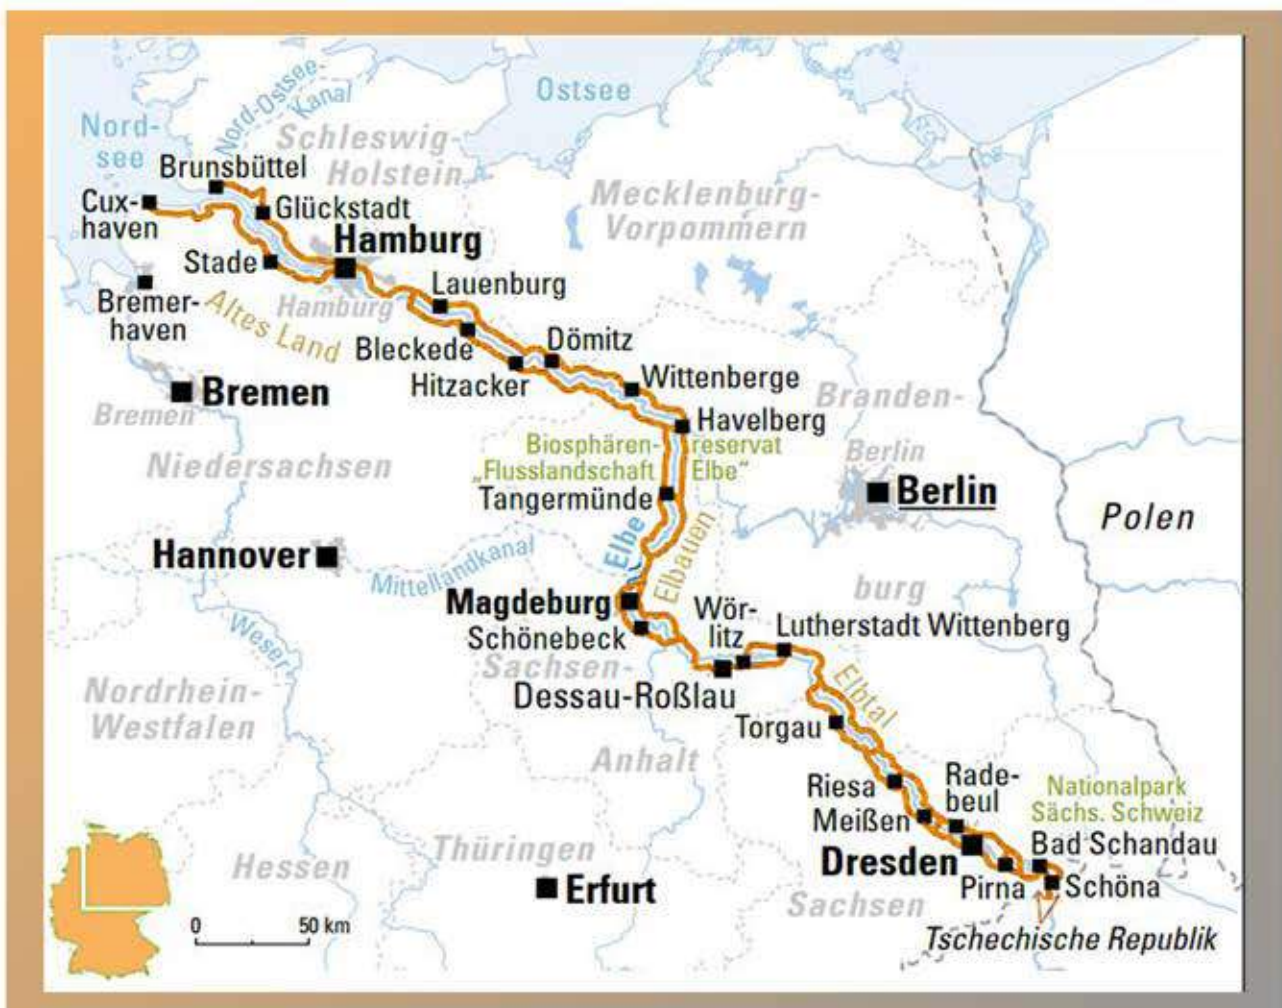 Ostsee
Nord-Ostsee-
Kanal
Nord-
see
Schleswig-
Holstein
Mecklenburg-
Vorpommern
Brunsbüttel
Cux-
haven
Glückstadt
Hamburg
Stade
Hamburg
Lauenburg
Bremer-
haven
Altes Land
Bleckede
Dömitz
Hitzacker
Wittenberge
Bremen
Bremen
Havelberg
Branden-
Niedersachsen
Biosphären-
reservat
„Flusslandschaft
Elbe“
Berlin
Berlin
Tangermünde
Polen
Hannover
Mittellandkanal
Elbe
Elbauen
burg
Magdeburg
Wör-
litz
Lutherstadt Wittenberg
Schönebeck
Weser
Sachsen-
Dessau-Roßlau
Elbtal
Nordrhein-
Westfalen
Torgau
Anhalt
Riesa
Rade-
beul
Nationalpark
Sächs. Schweiz
Meißen
Bad Schandau
Thüringen
Hessen
Dresden
Pirna
Schöna
Erfurt
Sachsen
0
50 km
Tschechische Republik